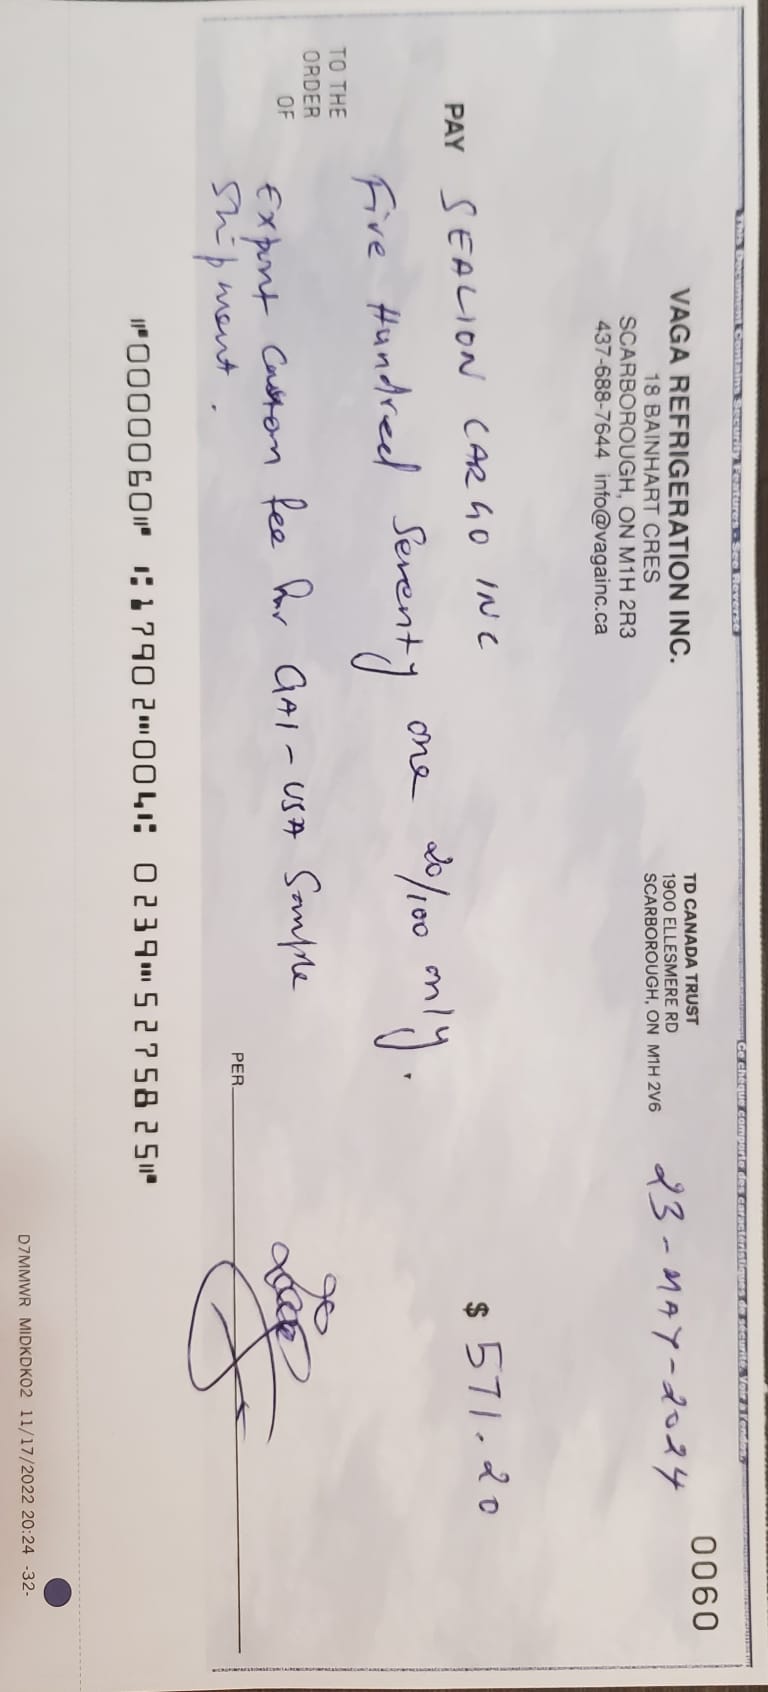 This Document Contains Security Features - See Reverse
Ce chèque comporte des caractéristiques de sécurité. Voir à l'endos.
VAGA REFRIGERATION INC.
18 BAINHART CRES
SCARBOROUGH, ON M1H 2R3
437-688-7644 info@vagainc.ca
TD CANADA TRUST
1900 ELLESMERE RD
SCARBOROUGH, ON M1H 2V6
0060
23-MAY-2024
PAY SEALION CARGO INC $ 571.20
Five Hundred Seventy one 20/100 only.
TO THE
ORDER
OF
Export Custom fee for GAI-USA Sample
Shipment.
PER
⑈000060⑈ ⑆17902⑉004⑆ 0239⑉5275825⑈
D7MMWR MIDKDK02 11/17/2022 20:24 -32-